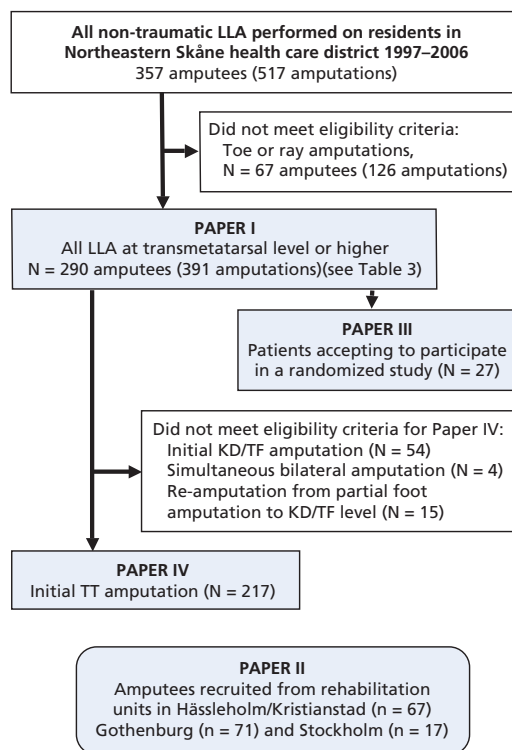 All non-traumatic LLA performed on residents in
Northeastern Skåne health care district 1997–2006
357 amputees (517 amputations)
Did not meet eligibility criteria:
Toe or ray amputations,
N = 67 amputees (126 amputations)
PAPER I
All LLA at transmetatarsal level or higher
N = 290 amputees (391 amputations)(see Table 3)
PAPER III
Patients accepting to participate
in a randomized study (N = 27)
Did not meet eligibility criteria for Paper IV:
Initial KD/TF amputation (N = 54)
Simultaneous bilateral amputation (N = 4)
Re-amputation from partial foot
amputation to KD/TF level (N = 15)
PAPER IV
Initial TT amputation (N = 217)
PAPER II
Amputees recruited from rehabilitation
units in Hässleholm/Kristianstad (n = 67)
Gothenburg (n = 71) and Stockholm (n = 17)